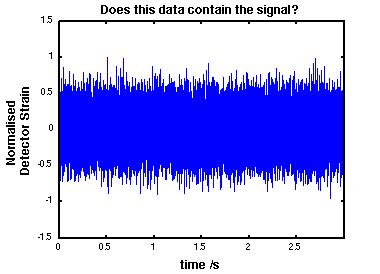 Does this data contain the signal?
1.5
1
0.5
0
-0.5
-1
-1.5
Normalised
Detector Strain
0 0.5 1 1.5 2 2.5
time /s